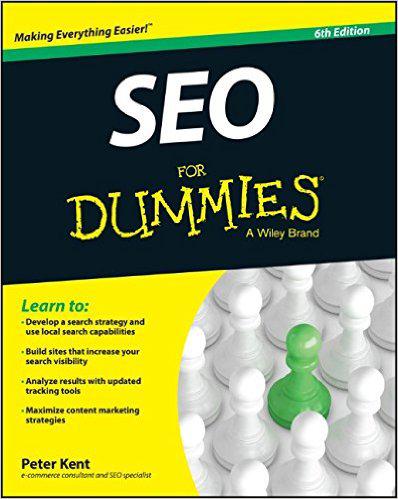 Making Everything Easier!™
6th Edition
SEO
FOR
DUMMIES®
A Wiley Brand
Learn to:
• Develop a search strategy and
use local search capabilities
• Build sites that increase your
search visibility
• Analyze results with updated
tracking tools
• Maximize content marketing
strategies
Peter Kent
e-commerce consultant and SEO specialist